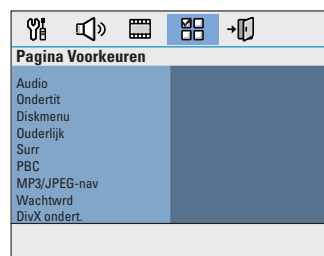 Pagina Voorkeuren
Audio
Ondertit
Diskmenu
Ouderlijk
Surr
PBC
MP3/JPEG-nav
Wachtwrd
DivX ondert.